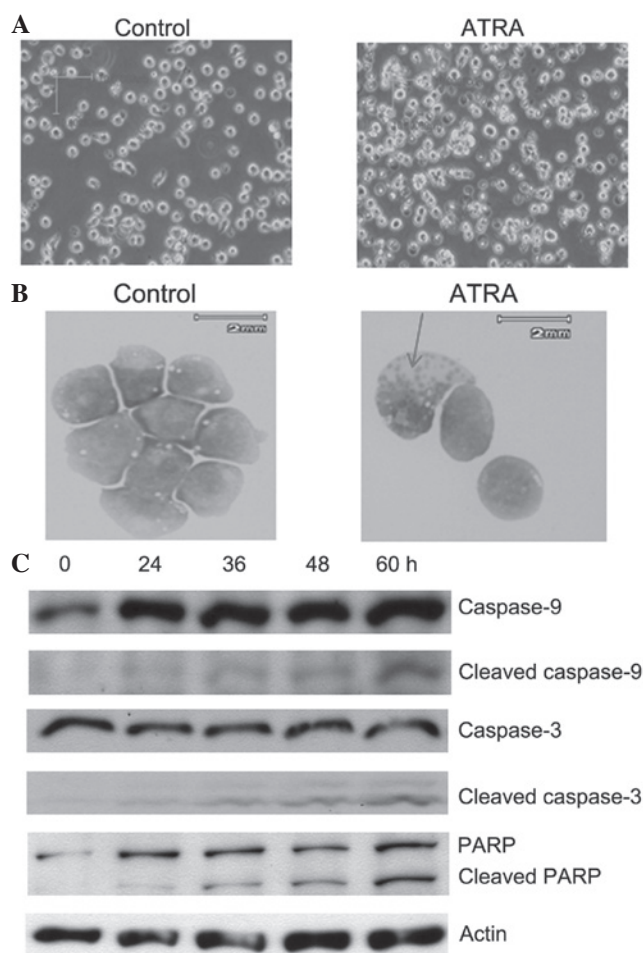 A
Control
ATRA
B
Control
ATRA
2mm
2mm
C
0 24 36 48 60 h
Caspase-9
Cleaved caspase-9
Caspase-3
Cleaved caspase-3
PARP
Cleaved PARP
Actin